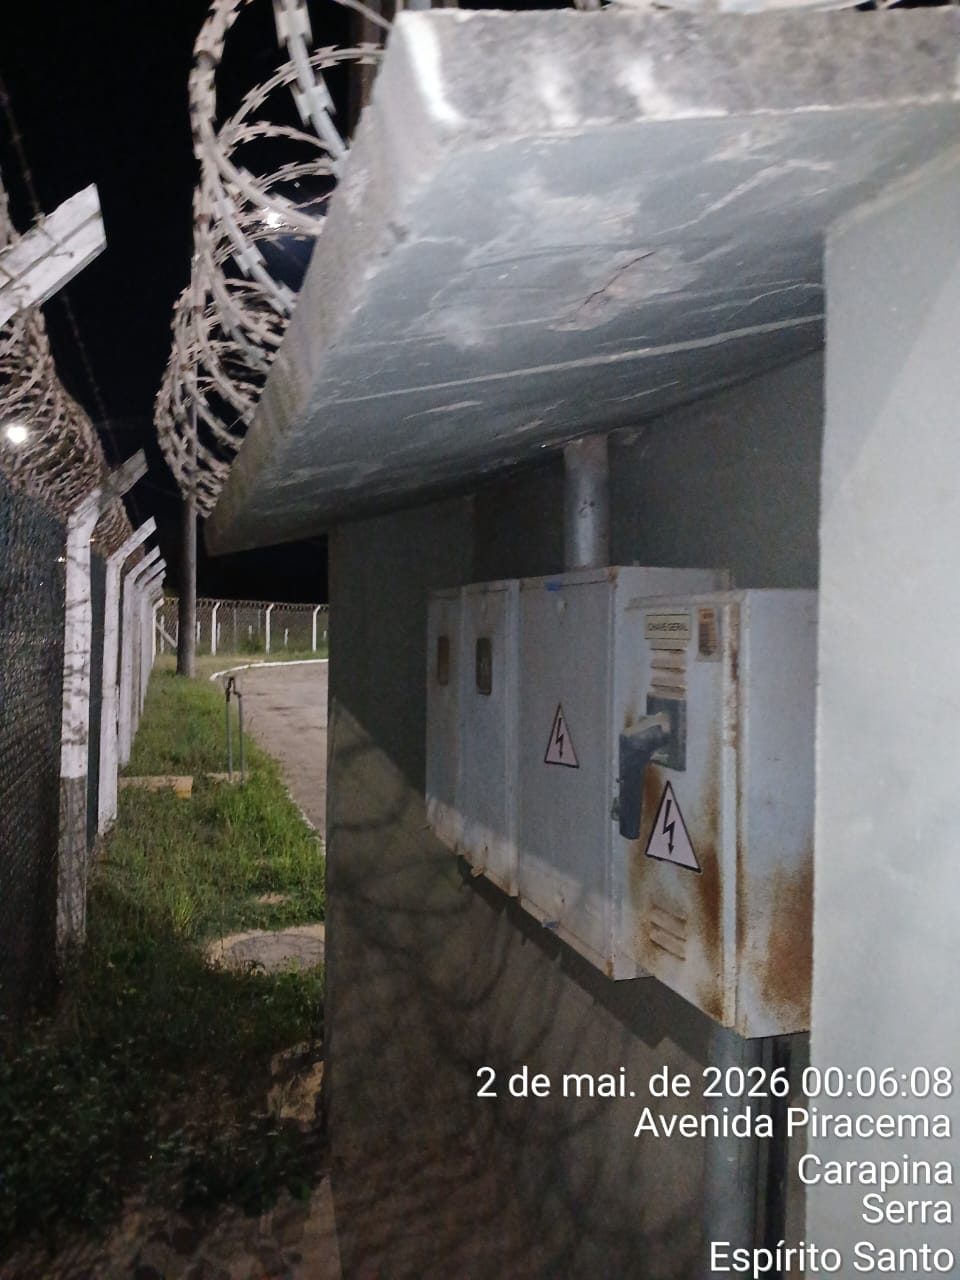 CHAVE GERAL
2 de mai. de 2026 00:06:08
Avenida Piracema
Carapina
Serra
Espírito Santo